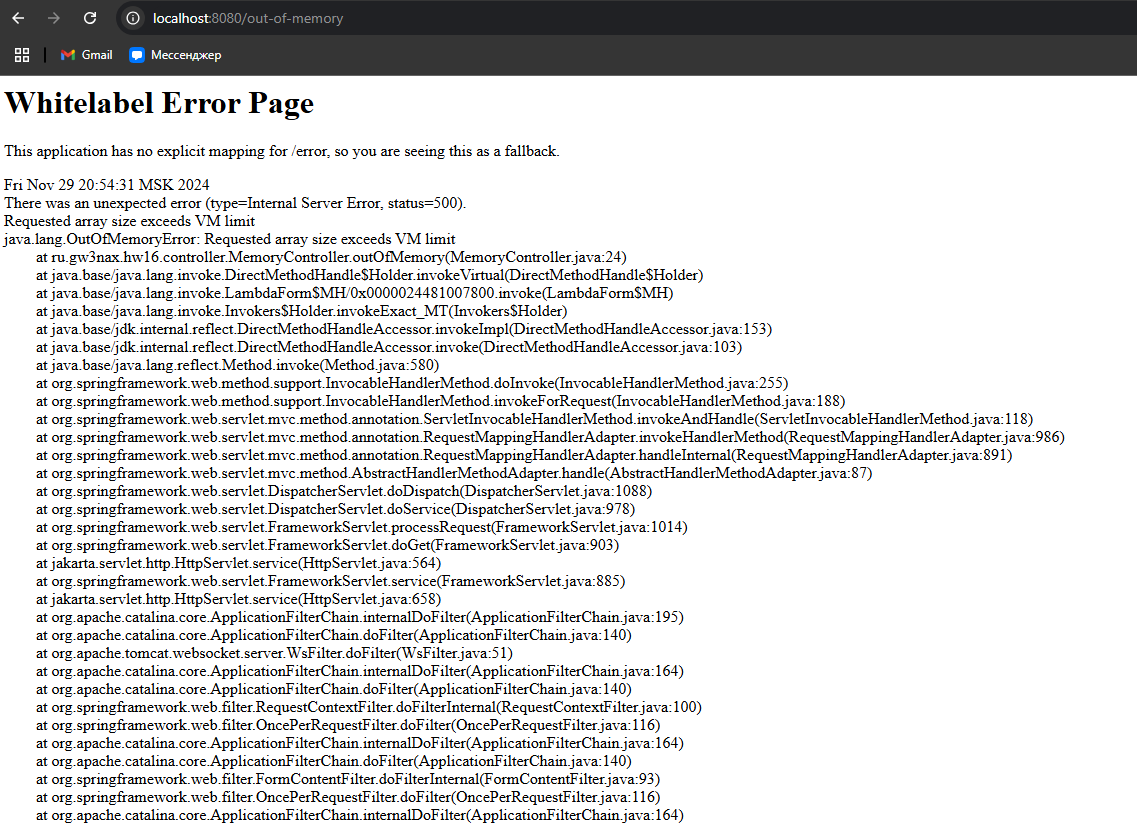 localhost:8080/out-of-memory
Gmail Мессенджер
Whitelabel Error Page
This application has no explicit mapping for /error, so you are seeing this as a fallback.
Fri Nov 29 20:54:31 MSK 2024
There was an unexpected error (type=Internal Server Error, status=500).
Requested array size exceeds VM limit
java.lang.OutOfMemoryError: Requested array size exceeds VM limit
at ru.gw3nax.hw16.controller.MemoryController.outOfMemory(MemoryController.java:24)
at java.base/java.lang.invoke.DirectMethodHandle$Holder.invokeVirtual(DirectMethodHandle$Holder)
at java.base/java.lang.invoke.LambdaForm$MH/0x0000024481007800.invoke(LambdaForm$MH)
at java.base/java.lang.invoke.Invokers$Holder.invokeExact_MT(Invokers$Holder)
at java.base/jdk.internal.reflect.DirectMethodHandleAccessor.invokeImpl(DirectMethodHandleAccessor.java:153)
at java.base/jdk.internal.reflect.DirectMethodHandleAccessor.invoke(DirectMethodHandleAccessor.java:103)
at java.base/java.lang.reflect.Method.invoke(Method.java:580)
at org.springframework.web.method.support.InvocableHandlerMethod.doInvoke(InvocableHandlerMethod.java:255)
at org.springframework.web.method.support.InvocableHandlerMethod.invokeForRequest(InvocableHandlerMethod.java:188)
at org.springframework.web.servlet.mvc.method.annotation.ServletInvocableHandlerMethod.invokeAndHandle(ServletInvocableHandlerMethod.java:118)
at org.springframework.web.servlet.mvc.method.annotation.RequestMappingHandlerAdapter.invokeHandlerMethod(RequestMappingHandlerAdapter.java:986)
at org.springframework.web.servlet.mvc.method.annotation.RequestMappingHandlerAdapter.handleInternal(RequestMappingHandlerAdapter.java:891)
at org.springframework.web.servlet.mvc.method.AbstractHandlerMethodAdapter.handle(AbstractHandlerMethodAdapter.java:87)
at org.springframework.web.servlet.DispatcherServlet.doDispatch(DispatcherServlet.java:1088)
at org.springframework.web.servlet.DispatcherServlet.doService(DispatcherServlet.java:978)
at org.springframework.web.servlet.FrameworkServlet.processRequest(FrameworkServlet.java:1014)
at org.springframework.web.servlet.FrameworkServlet.doGet(FrameworkServlet.java:903)
at jakarta.servlet.http.HttpServlet.service(HttpServlet.java:564)
at org.springframework.web.servlet.FrameworkServlet.service(FrameworkServlet.java:885)
at jakarta.servlet.http.HttpServlet.service(HttpServlet.java:658)
at org.apache.catalina.core.ApplicationFilterChain.internalDoFilter(ApplicationFilterChain.java:195)
at org.apache.catalina.core.ApplicationFilterChain.doFilter(ApplicationFilterChain.java:140)
at org.apache.tomcat.websocket.server.WsFilter.doFilter(WsFilter.java:51)
at org.apache.catalina.core.ApplicationFilterChain.internalDoFilter(ApplicationFilterChain.java:164)
at org.apache.catalina.core.ApplicationFilterChain.doFilter(ApplicationFilterChain.java:140)
at org.springframework.web.filter.RequestContextFilter.doFilterInternal(RequestContextFilter.java:100)
at org.springframework.web.filter.OncePerRequestFilter.doFilter(OncePerRequestFilter.java:116)
at org.apache.catalina.core.ApplicationFilterChain.internalDoFilter(ApplicationFilterChain.java:164)
at org.apache.catalina.core.ApplicationFilterChain.doFilter(ApplicationFilterChain.java:140)
at org.springframework.web.filter.FormContentFilter.doFilterInternal(FormContentFilter.java:93)
at org.springframework.web.filter.OncePerRequestFilter.doFilter(OncePerRequestFilter.java:116)
at org.apache.catalina.core.ApplicationFilterChain.internalDoFilter(ApplicationFilterChain.java:164)